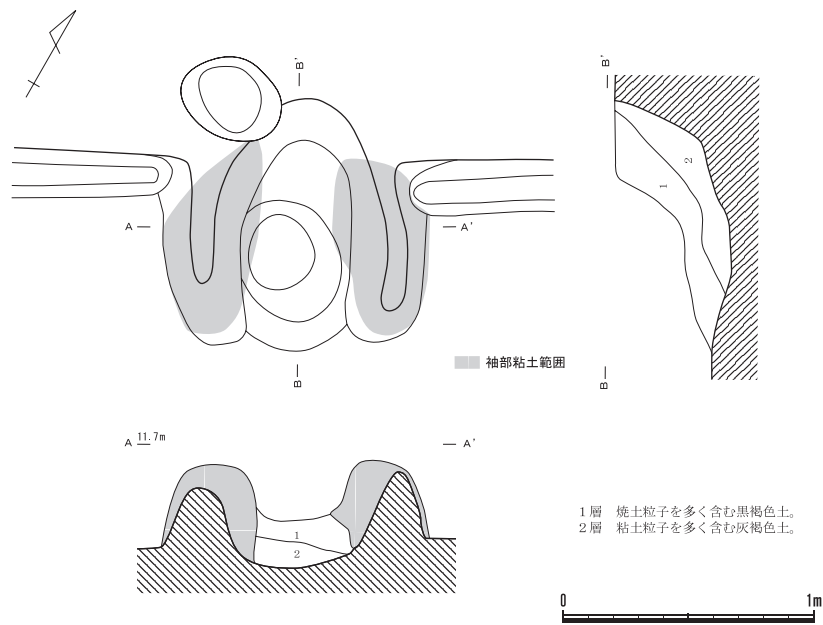 B'
B'
2
1
A
A'
袖部粘土範囲
B
B
A 11.7m
A'
1
2
1層 焼土粒子を多く含む黒褐色土。
2層 粘土粒子を多く含む灰褐色土。
0 1m